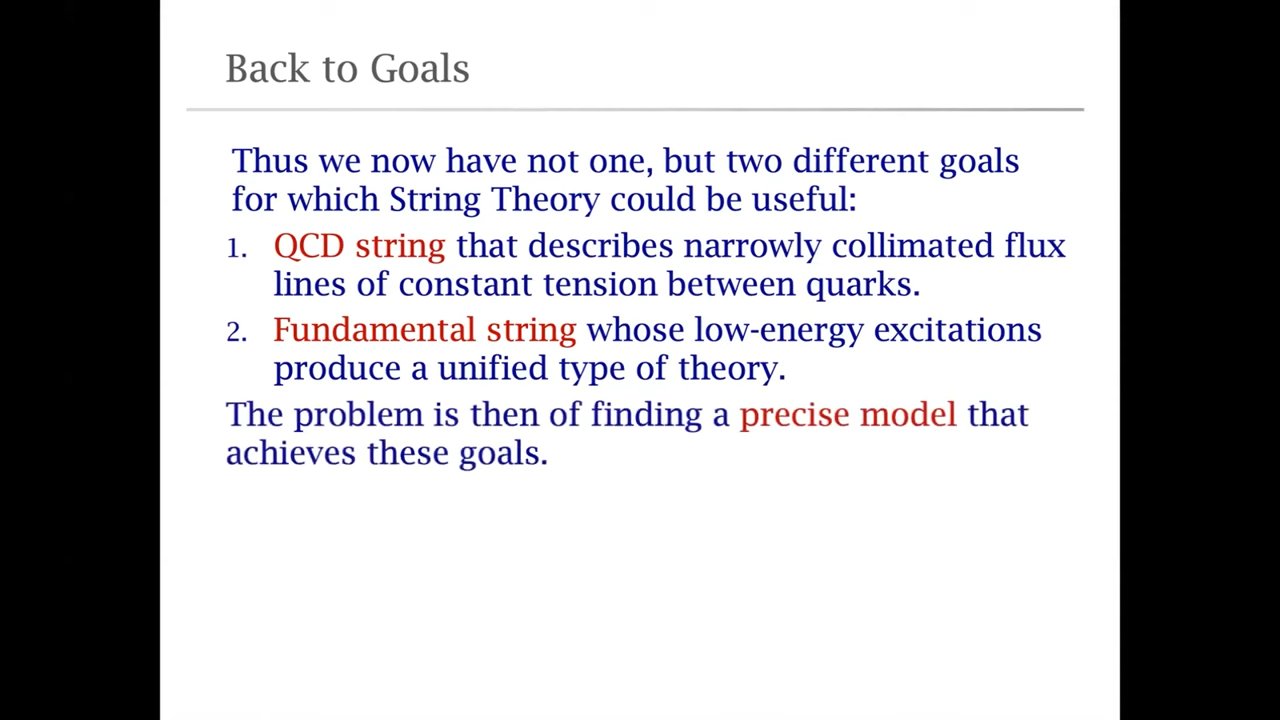 Back to Goals
Thus we now have not one, but two different goals
for which String Theory could be useful:
1. QCD string that describes narrowly collimated flux
lines of constant tension between quarks.
2. Fundamental string whose low-energy excitations
produce a unified type of theory.
The problem is then of finding a precise model that
achieves these goals.